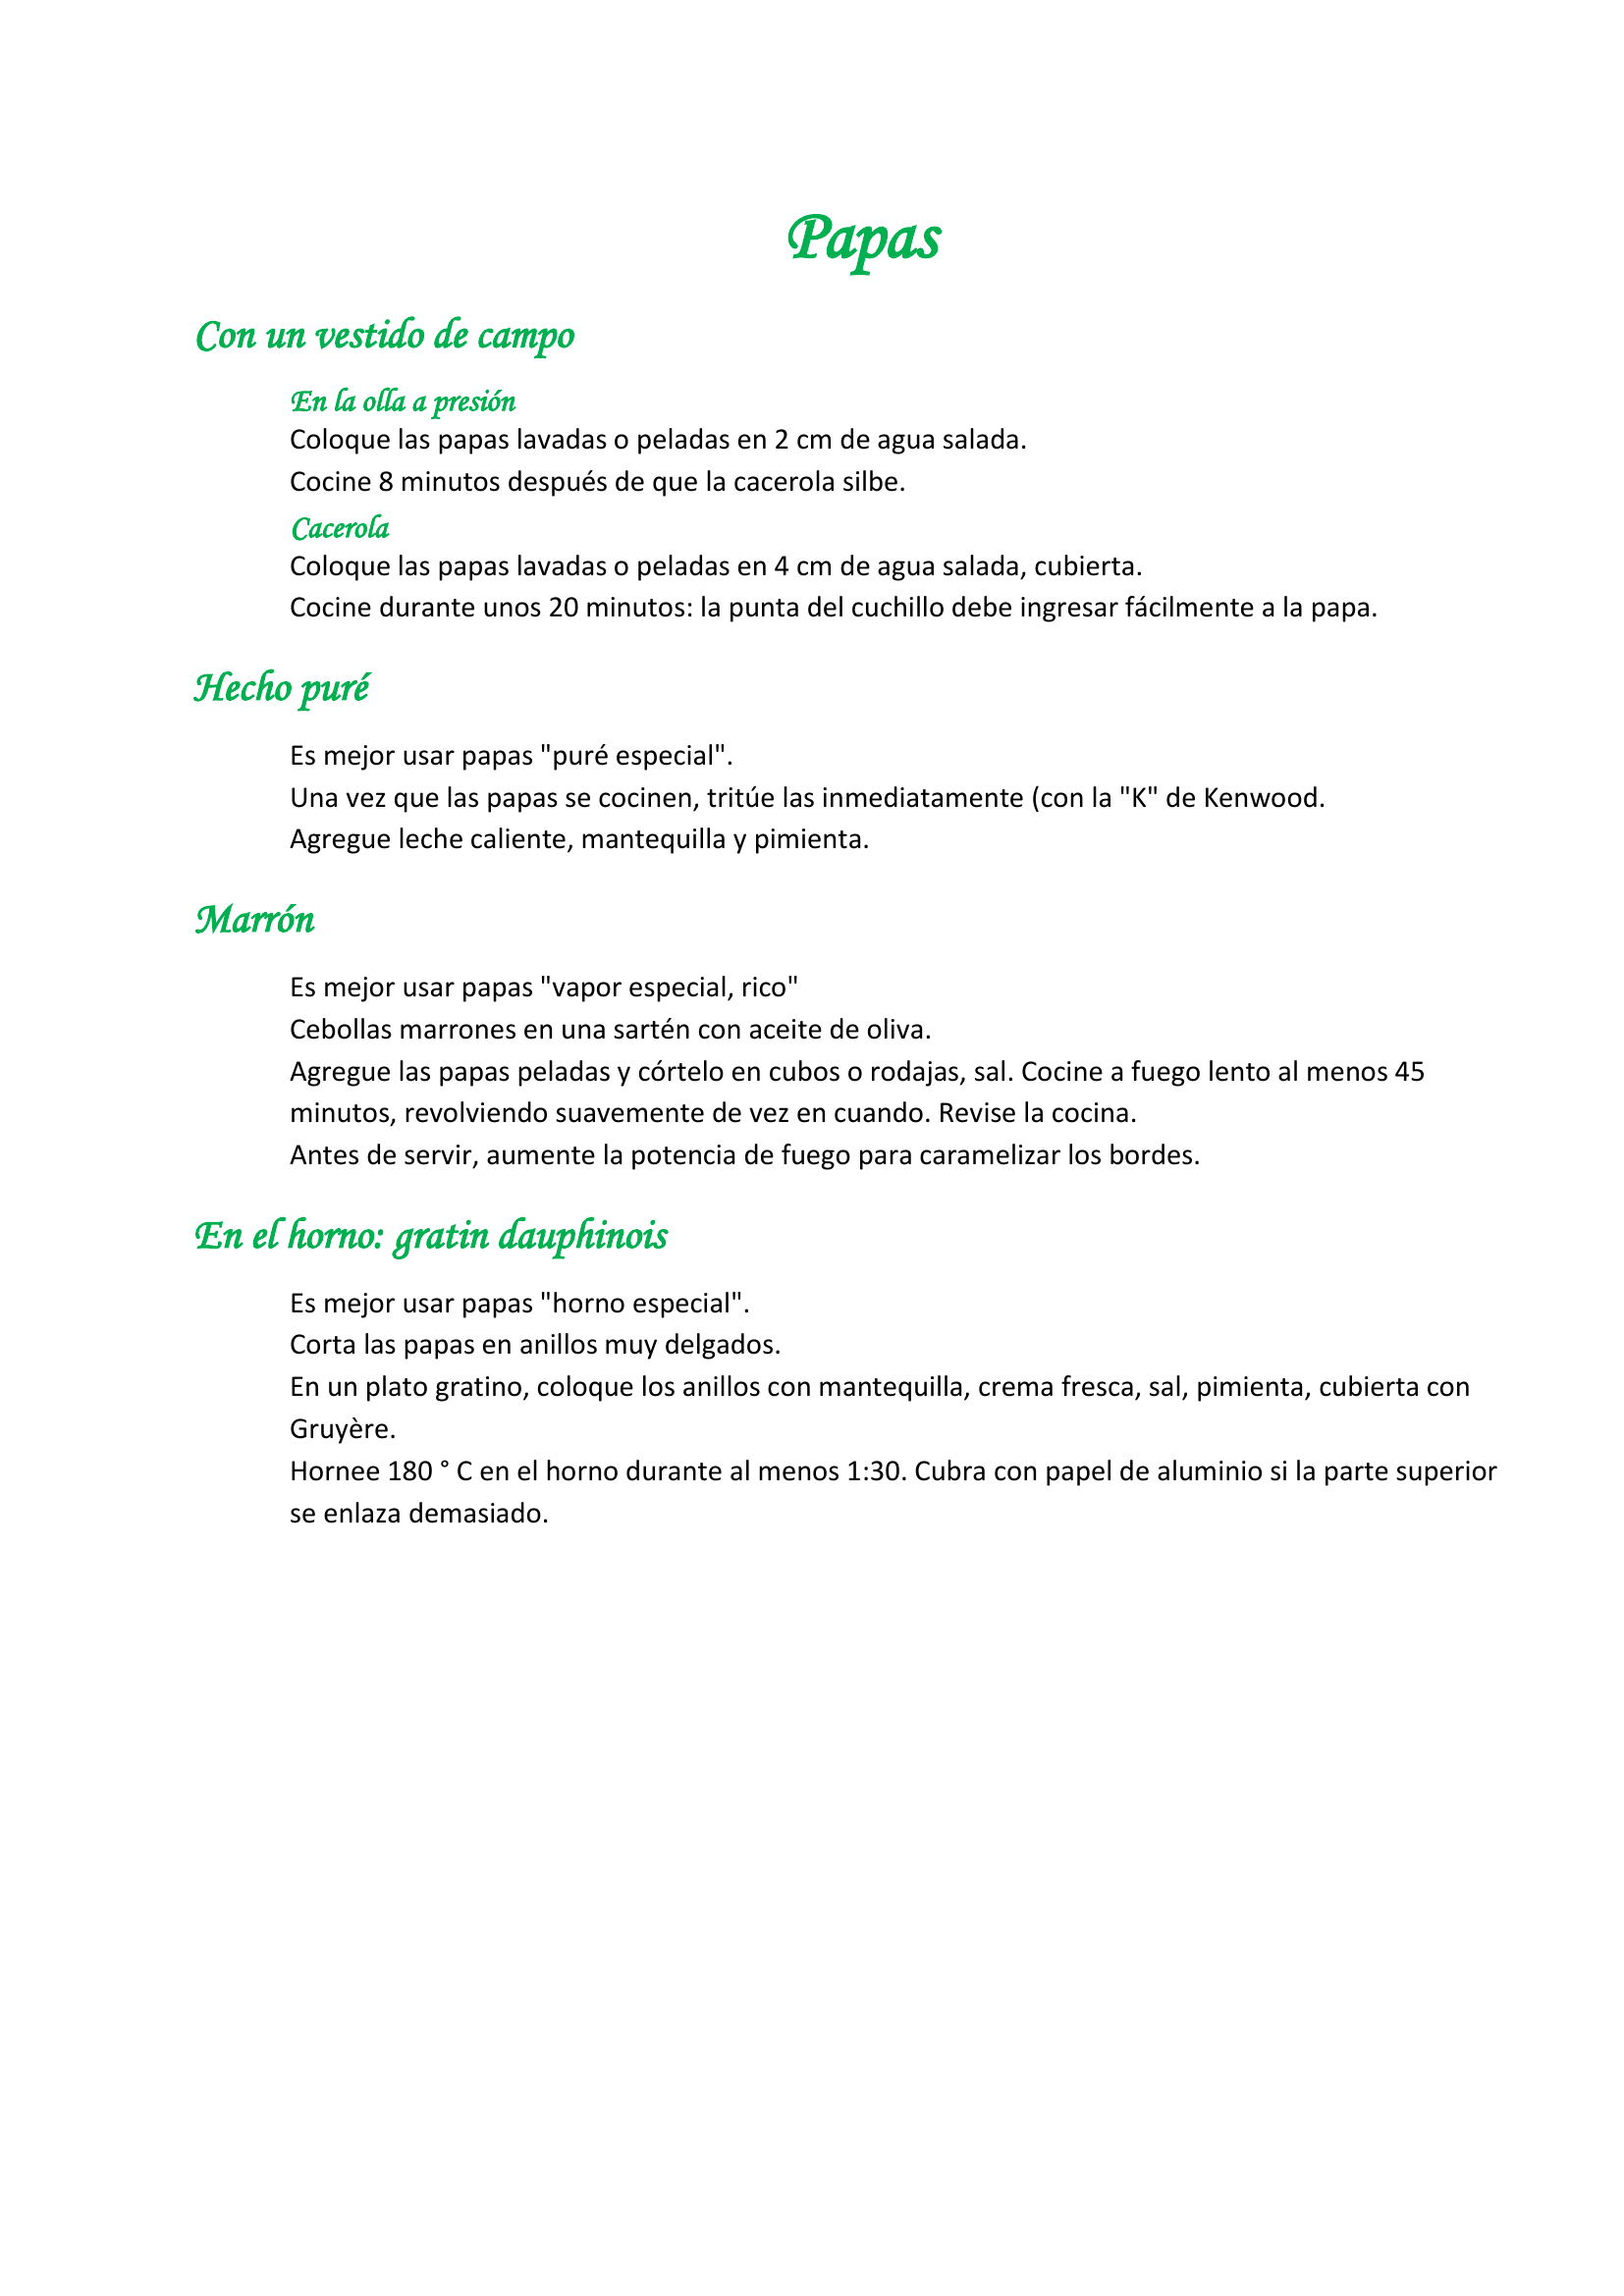 Papas
Con un vestido de campo
En la olla a presión
Coloque las papas lavadas o peladas en 2 cm de agua salada.
Cocine 8 minutos después de que la cacerola silbe.
Cacerola
Coloque las papas lavadas o peladas en 4 cm de agua salada, cubierta.
Cocine durante unos 20 minutos: la punta del cuchillo debe ingresar fácilmente a la papa.
Hecho puré
Es mejor usar papas "puré especial".
Una vez que las papas se cocinen, tritúe las inmediatamente (con la "K" de Kenwood.
Agregue leche caliente, mantequilla y pimienta.
Marrón
Es mejor usar papas "vapor especial, rico"
Cebollas marrones en una sartén con aceite de oliva.
Agregue las papas peladas y córtelo en cubos o rodajas, sal. Cocine a fuego lento al menos 45
minutos, revolviendo suavemente de vez en cuando. Revise la cocina.
Antes de servir, aumente la potencia de fuego para caramelizar los bordes.
En el horno: gratin dauphinois
Es mejor usar papas "horno especial".
Corta las papas en anillos muy delgados.
En un plato gratino, coloque los anillos con mantequilla, crema fresca, sal, pimienta, cubierta con
Gruyère.
Hornee 180 ° C en el horno durante al menos 1:30. Cubra con papel de aluminio si la parte superior
se enlaza demasiado.